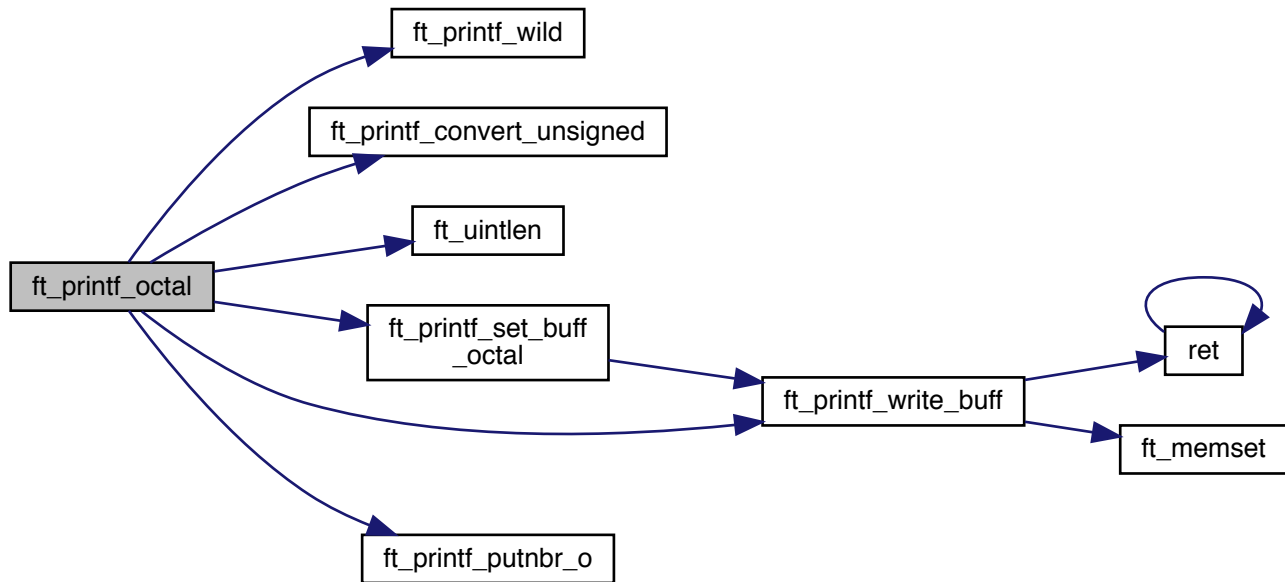 ft_printf_wild
ft_printf_convert_unsigned
ft_uintlen
ft_printf_octal
ft_printf_set_buff
_octal
ret
ft_printf_write_buff
ft_memset
ft_printf_putnbr_o